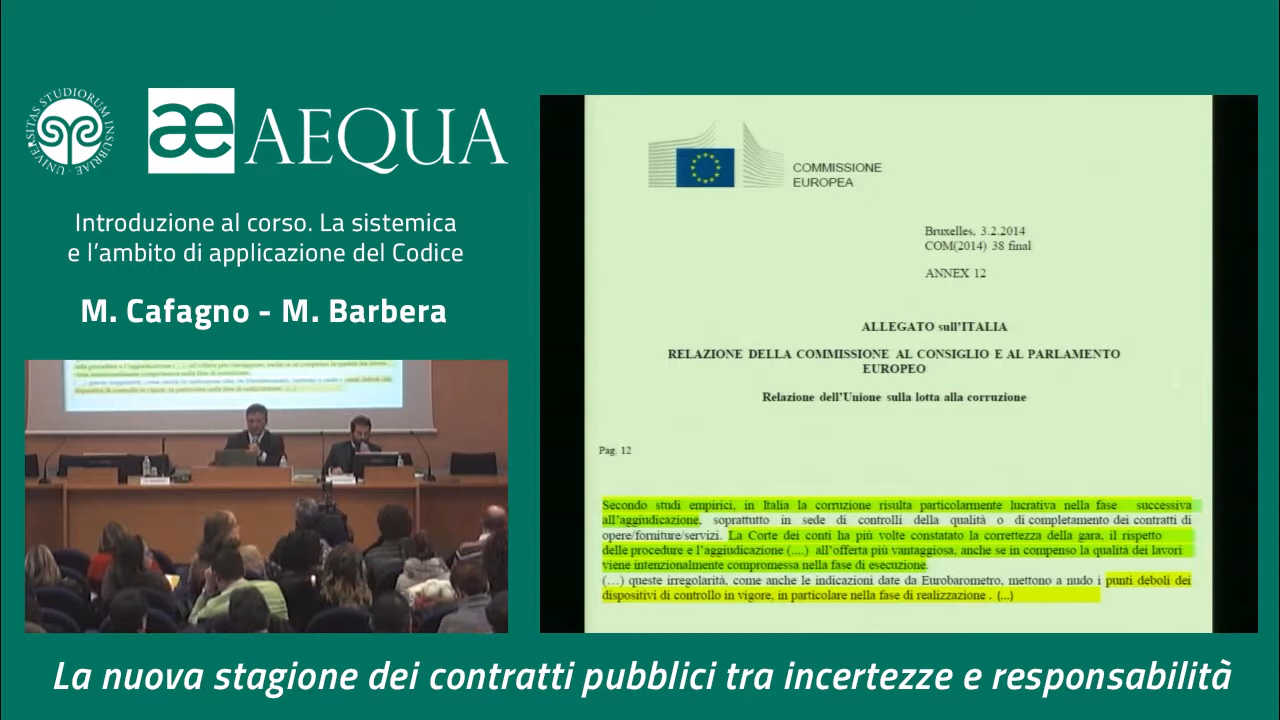 UNIVERSITAS STUDIORUM INSUBRIAE
æ AEQUA
Introduzione al corso. La sistemica
e l'ambito di applicazione del Codice
M. Cafagno - M. Barbera
COMMISSIONE
EUROPEA
Bruxelles, 3.2.2014
COM(2014) 38 final
ANNEX 12
ALLEGATO sull'ITALIA
RELAZIONE DELLA COMMISSIONE AL CONSIGLIO E AL PARLAMENTO
EUROPEO
Relazione dell'Unione sulla lotta alla corruzione
Pag. 12
Secondo studi empirici, in Italia la corruzione risulta particolarmente lucrativa nella fase successiva
all'aggiudicazione, soprattutto in sede di controlli della qualità o di completamento dei contratti di
opere/forniture/servizi. La Corte dei conti ha più volte constatato la correttezza della gara, il rispetto
delle procedure e l'aggiudicazione (....) all'offerta più vantaggiosa, anche se in compenso la qualità dei lavori
viene intenzionalmente compromessa nella fase di esecuzione.
(…) queste irregolarità, come anche le indicazioni date da Eurobarometro, mettono a nudo i punti deboli dei
dispositivi di controllo in vigore, in particolare nella fase di realizzazione . (...)
La nuova stagione dei contratti pubblici tra incertezze e responsabilità